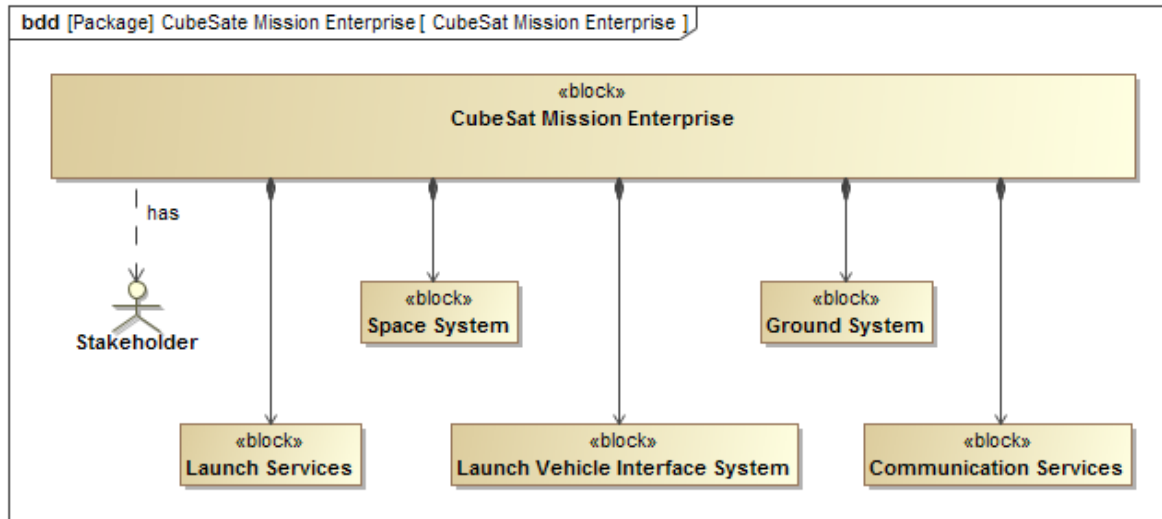 bdd [Package] CubeSate Mission Enterprise [ CubeSat Mission Enterprise ]
«block»
CubeSat Mission Enterprise
has
Stakeholder
«block»
Space System
«block»
Ground System
«block»
Launch Services
«block»
Launch Vehicle Interface System
«block»
Communication Services